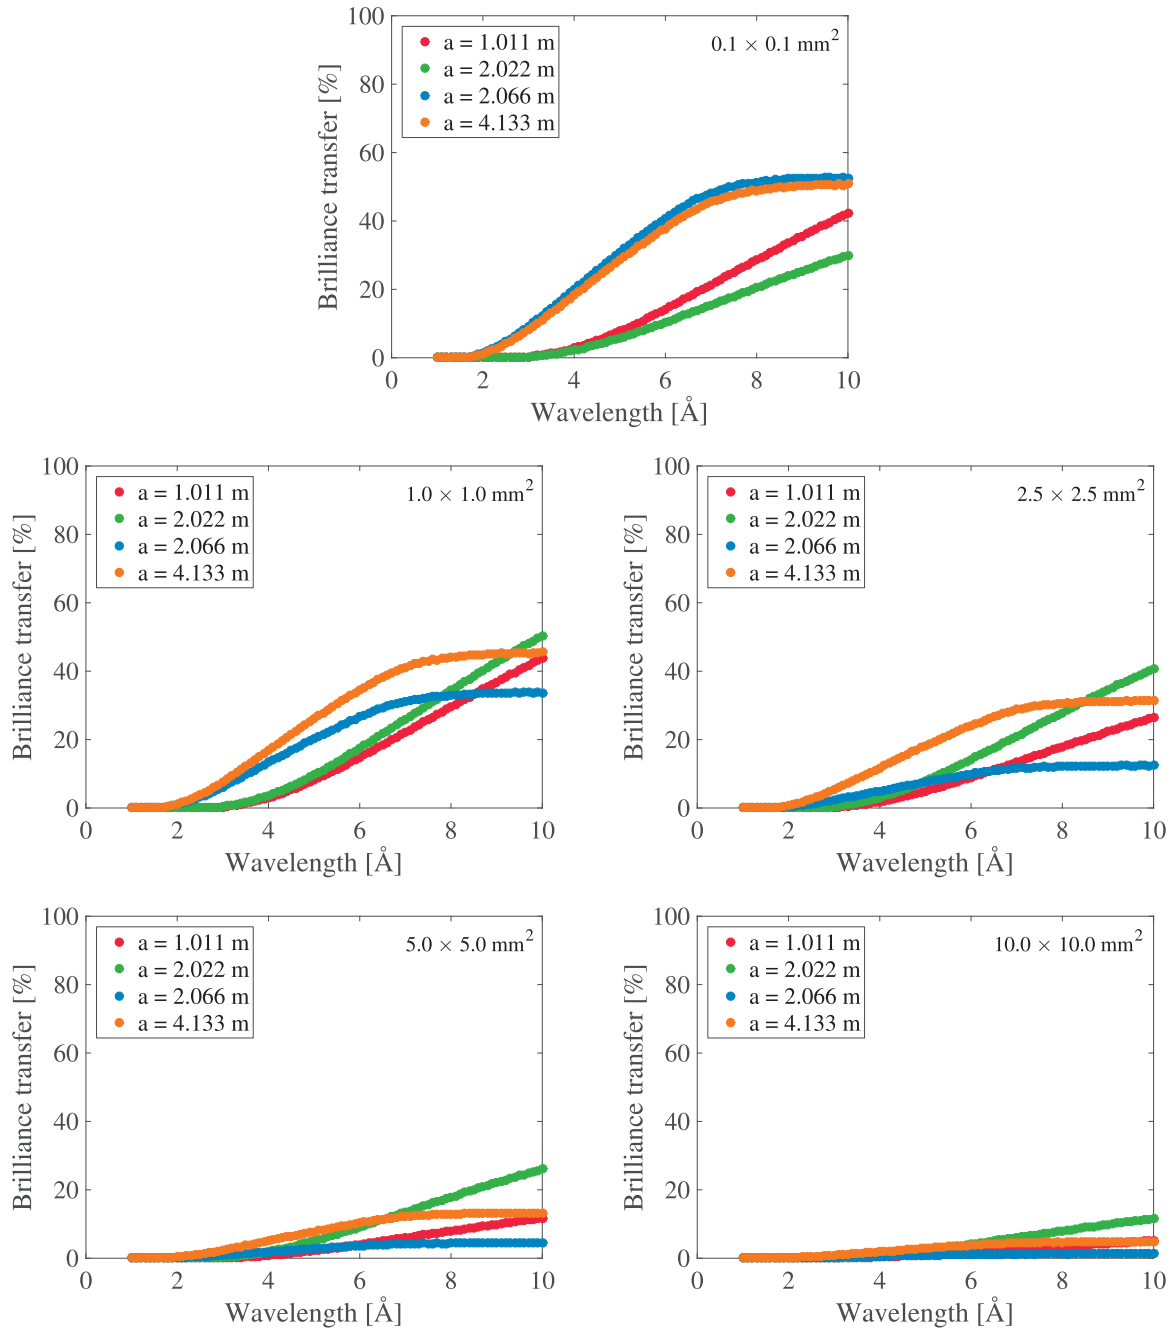 100
80
60
40
20
0
Brilliance transfer [%]
a = 1.011 m
a = 2.022 m
a = 2.066 m
a = 4.133 m
0.1 × 0.1 mm²
0 2 4 6 8 10
Wavelength [Å]
100
80
60
40
20
0
Brilliance transfer [%]
a = 1.011 m
a = 2.022 m
a = 2.066 m
a = 4.133 m
1.0 × 1.0 mm²
0 2 4 6 8 10
Wavelength [Å]
100
80
60
40
20
0
Brilliance transfer [%]
a = 1.011 m
a = 2.022 m
a = 2.066 m
a = 4.133 m
2.5 × 2.5 mm²
0 2 4 6 8 10
Wavelength [Å]
100
80
60
40
20
0
Brilliance transfer [%]
a = 1.011 m
a = 2.022 m
a = 2.066 m
a = 4.133 m
5.0 × 5.0 mm²
0 2 4 6 8 10
Wavelength [Å]
100
80
60
40
20
0
Brilliance transfer [%]
a = 1.011 m
a = 2.022 m
a = 2.066 m
a = 4.133 m
10.0 × 10.0 mm²
0 2 4 6 8 10
Wavelength [Å]